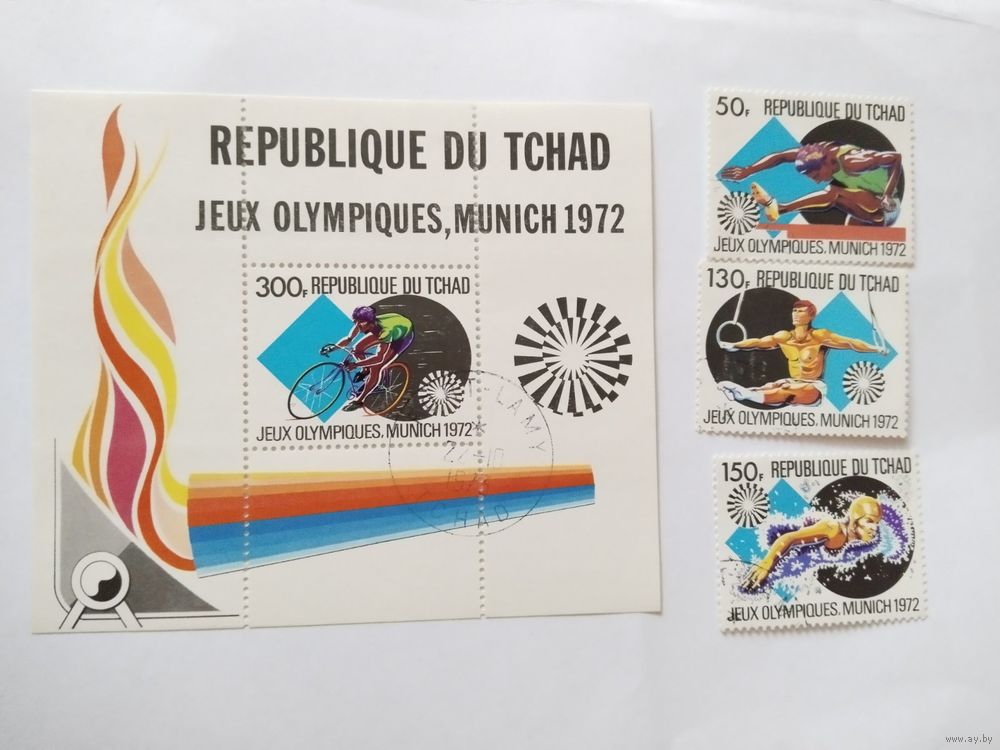 REPUBLIQUE DU TCHAD
JEUX OLYMPIQUES, MUNICH 1972
300F REPUBLIQUE DU TCHAD
JEUX OLYMPIQUES, MUNICH 1972
LAMY
TCHAD
50F REPUBLIQUE DU TCHAD
JEUX OLYMPIQUES, MUNICH 1972
130F REPUBLIQUE DU TCHAD
JEUX OLYMPIQUES, MUNICH 1972
150F REPUBLIQUE DU TCHAD
JEUX OLYMPIQUES, MUNICH 1972
www.ay.by